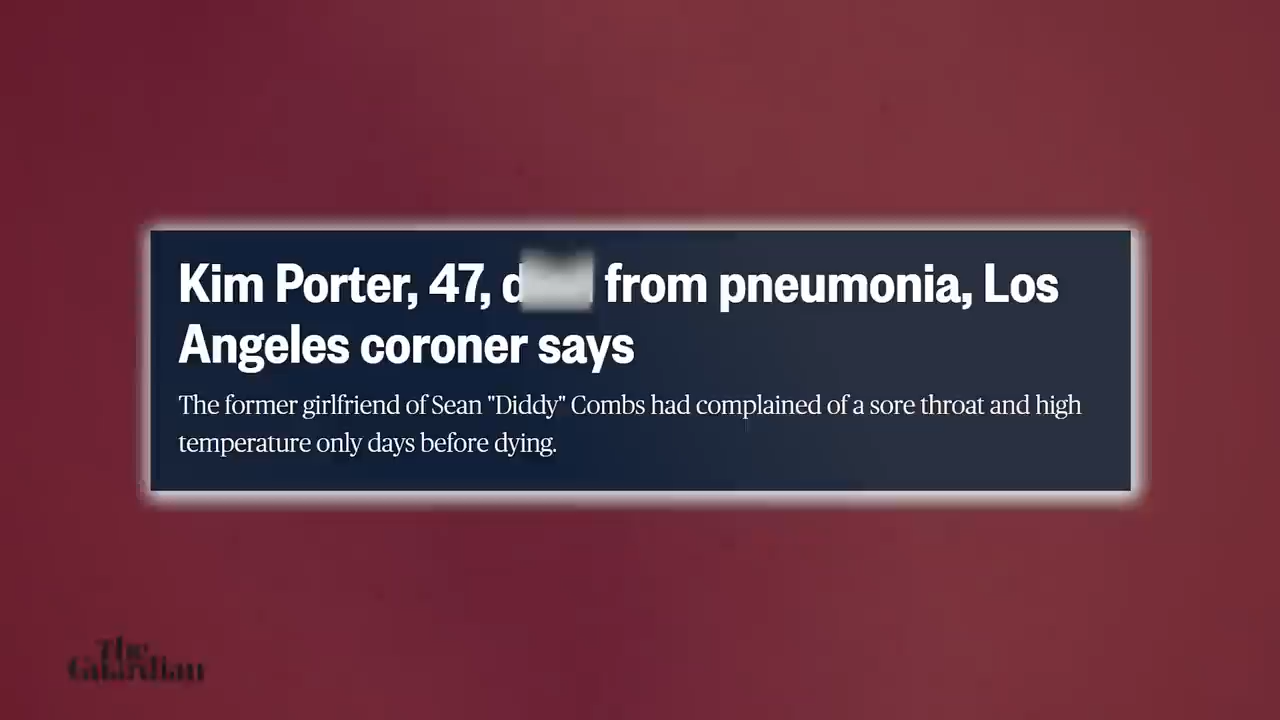 Kim Porter, 47, from pneumonia, Los
Angeles coroner says
The former girlfriend of Sean "Diddy" Combs had complained of a sore throat and high
temperature only days before dying.
The
Guardian